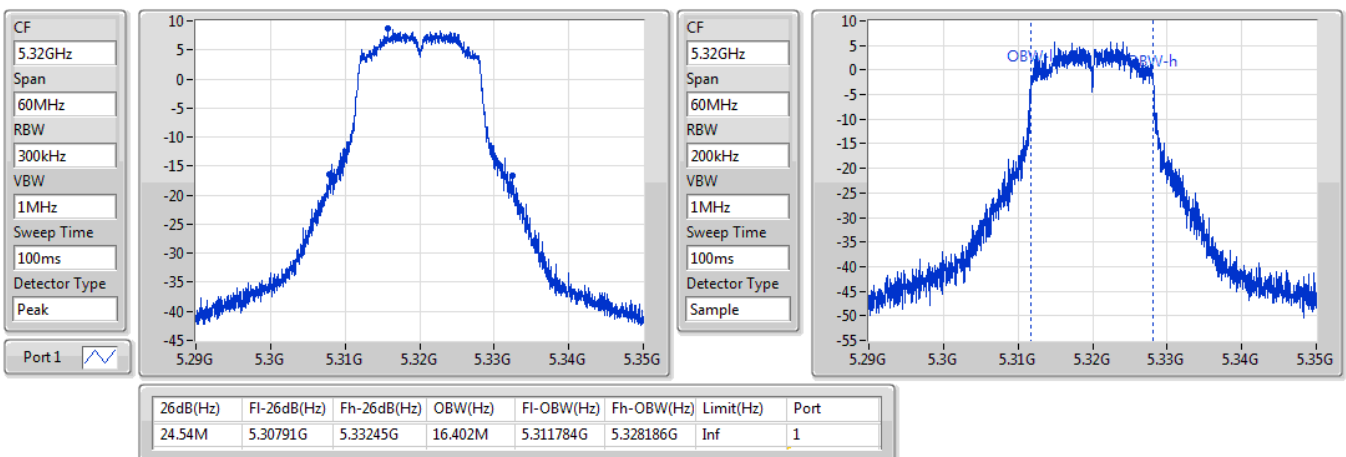 CF
5.32GHz
Span
60MHz
RBW
300kHz
VBW
1MHz
Sweep Time
100ms
Detector Type
Peak
Port 1
10
5
0
-5
-10
-15
-20
-25
-30
-35
-40
-45
5.29G 5.3G 5.31G 5.32G 5.33G 5.34G 5.35G
CF
5.32GHz
Span
60MHz
RBW
200kHz
VBW
1MHz
Sweep Time
100ms
Detector Type
Sample
10
5
0
-5
-10
-15
-20
-25
-30
-35
-40
-45
-50
-55
OBW-l OBW-h
5.29G 5.3G 5.31G 5.32G 5.33G 5.34G 5.35G
26dB(Hz) Fl-26dB(Hz) Fh-26dB(Hz) OBW(Hz) Fl-OBW(Hz) Fh-OBW(Hz) Limit(Hz) Port
24.54M 5.30791G 5.33245G 16.402M 5.311784G 5.328186G Inf 1